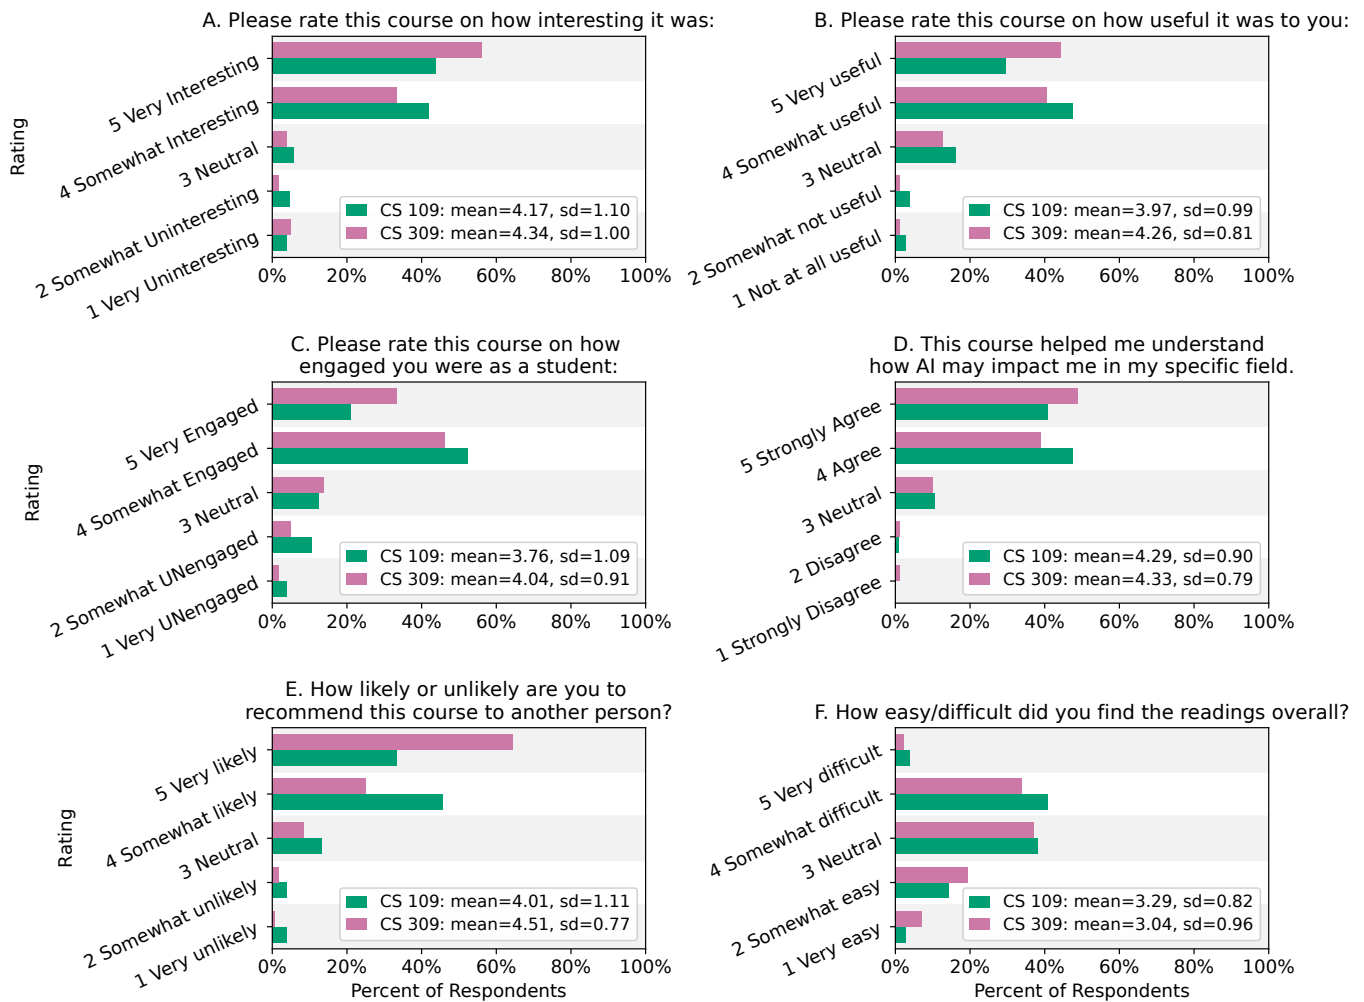 A. Please rate this course on how interesting it was:
Rating
5 Very Interesting
4 Somewhat Interesting
3 Neutral
2 Somewhat Uninteresting
1 Very Uninteresting
CS 109: mean=4.17, sd=1.10
CS 309: mean=4.34, sd=1.00
0% 20% 40% 60% 80% 100%
B. Please rate this course on how useful it was to you:
5 Very useful
4 Somewhat useful
3 Neutral
2 Somewhat not useful
1 Not at all useful
CS 109: mean=3.97, sd=0.99
CS 309: mean=4.26, sd=0.81
0% 20% 40% 60% 80% 100%
C. Please rate this course on how
engaged you were as a student:
Rating
5 Very Engaged
4 Somewhat Engaged
3 Neutral
2 Somewhat UNengaged
1 Very UNengaged
CS 109: mean=3.76, sd=1.09
CS 309: mean=4.04, sd=0.91
0% 20% 40% 60% 80% 100%
D. This course helped me understand
how AI may impact me in my specific field.
5 Strongly Agree
4 Agree
3 Neutral
2 Disagree
1 Strongly Disagree
CS 109: mean=4.29, sd=0.90
CS 309: mean=4.33, sd=0.79
0% 20% 40% 60% 80% 100%
E. How likely or unlikely are you to
recommend this course to another person?
Rating
5 Very likely
4 Somewhat likely
3 Neutral
2 Somewhat unlikely
1 Very unlikely
CS 109: mean=4.01, sd=1.11
CS 309: mean=4.51, sd=0.77
0% 20% 40% 60% 80% 100%
Percent of Respondents
F. How easy/difficult did you find the readings overall?
5 Very difficult
4 Somewhat difficult
3 Neutral
2 Somewhat easy
1 Very easy
CS 109: mean=3.29, sd=0.82
CS 309: mean=3.04, sd=0.96
0% 20% 40% 60% 80% 100%
Percent of Respondents